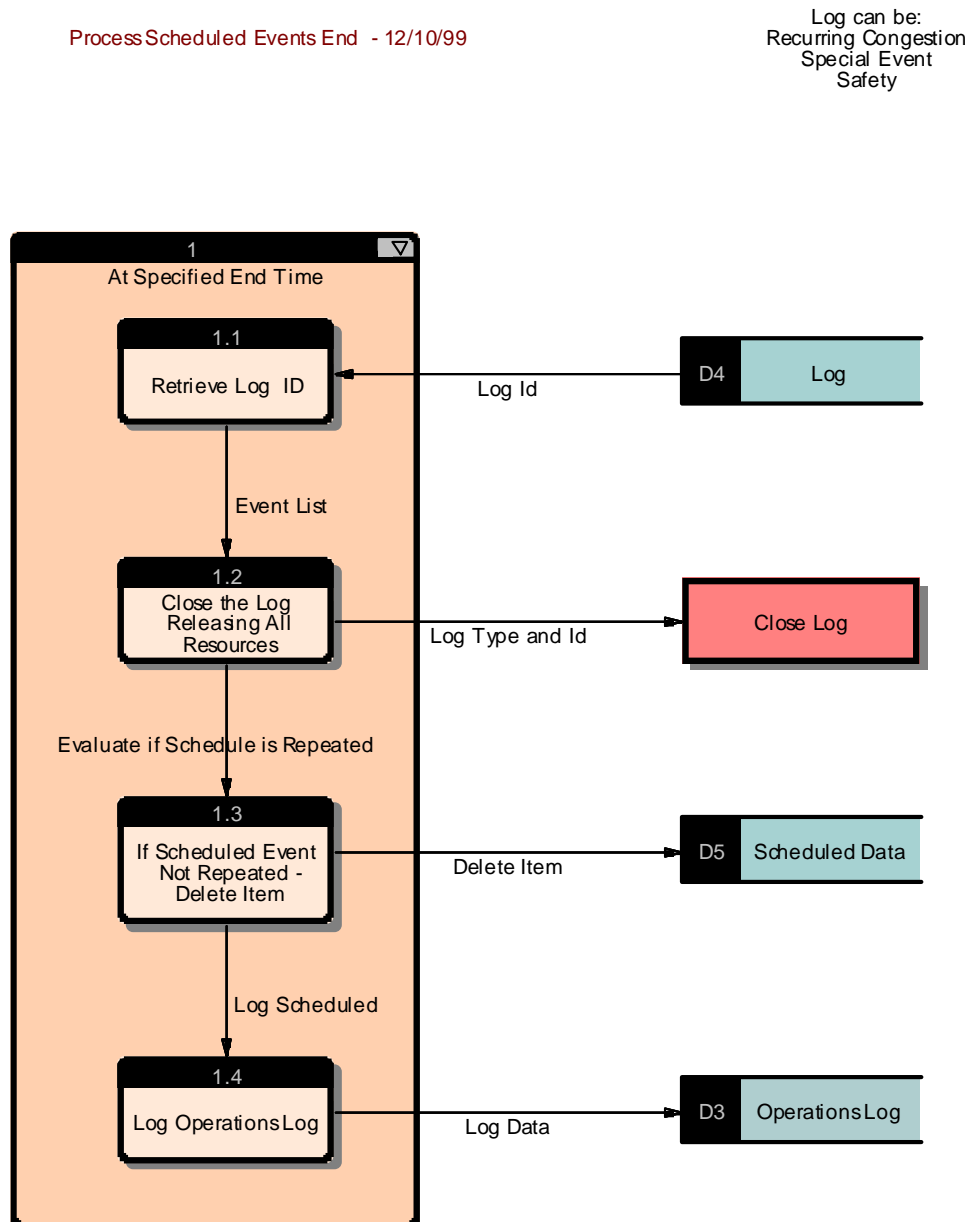 Process Scheduled Events End - 12/10/99
Log can be:
Recurring Congestion
Special Event
Safety
1
At Specified End Time
1.1
Retrieve Log ID
Log Id
D4
Log
Event List
1.2
Close the Log
Releasing All
Resources
Log Type and Id
Close Log
Evaluate if Schedule is Repeated
1.3
If Scheduled Event
Not Repeated -
Delete Item
Delete Item
D5
Scheduled Data
Log Scheduled
1.4
Log Operations Log
Log Data
D3
Operations Log